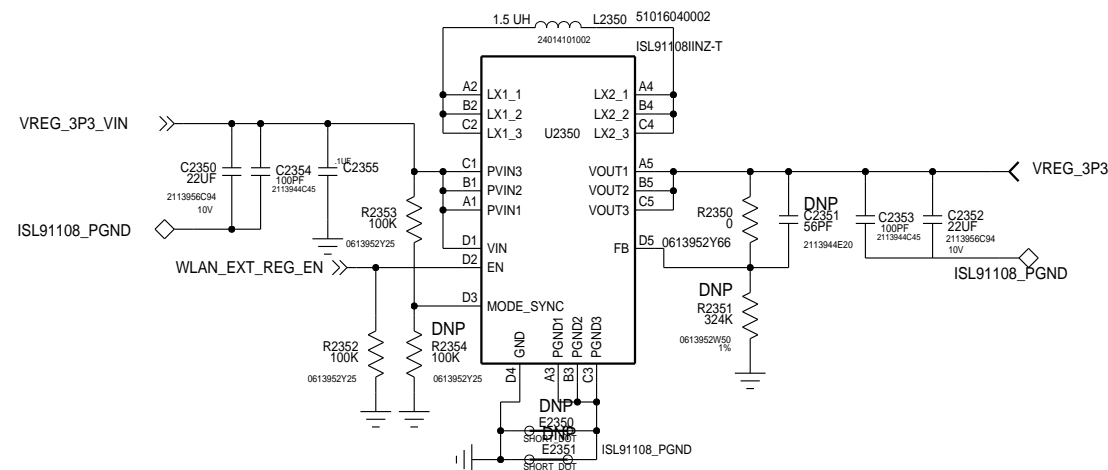 1.5 UH
L2350
51016040002
24014101002
ISL91108IINZ-T
A2
LX1_1
LX2_1
A4
B2
LX1_2
LX2_2
B4
C2
LX1_3
LX2_3
C4
U2350
VREG_3P3_VIN
C2350
22UF
2113956C94
10V
C2354
100PF
2113944C45
.1UF
C2355
ISL91108_PGND
R2353
100K
0613952Y25
C1
PVIN3
B1
PVIN2
A1
PVIN1
D1
VIN
D2
EN
WLAN_EXT_REG_EN
D3
MODE_SYNC
VOUT1
A5
VOUT2
B5
VOUT3
C5
FB
D5
VREG_3P3
R2350
0
0613952Y66
DNP
C2351
56PF
2113944E20
C2353
100PF
2113944C45
C2352
22UF
2113956C94
10V
ISL91108_PGND
DNP
R2351
324K
0613952W50
1%
R2352
100K
0613952Y25
DNP
R2354
100K
0613952Y25
GND
PGND1
PGND2
PGND3
D4
A3
B3
C3
DNP
E2350
SHORT_DOT
DNP
E2351
SHORT_DOT
ISL91108_PGND